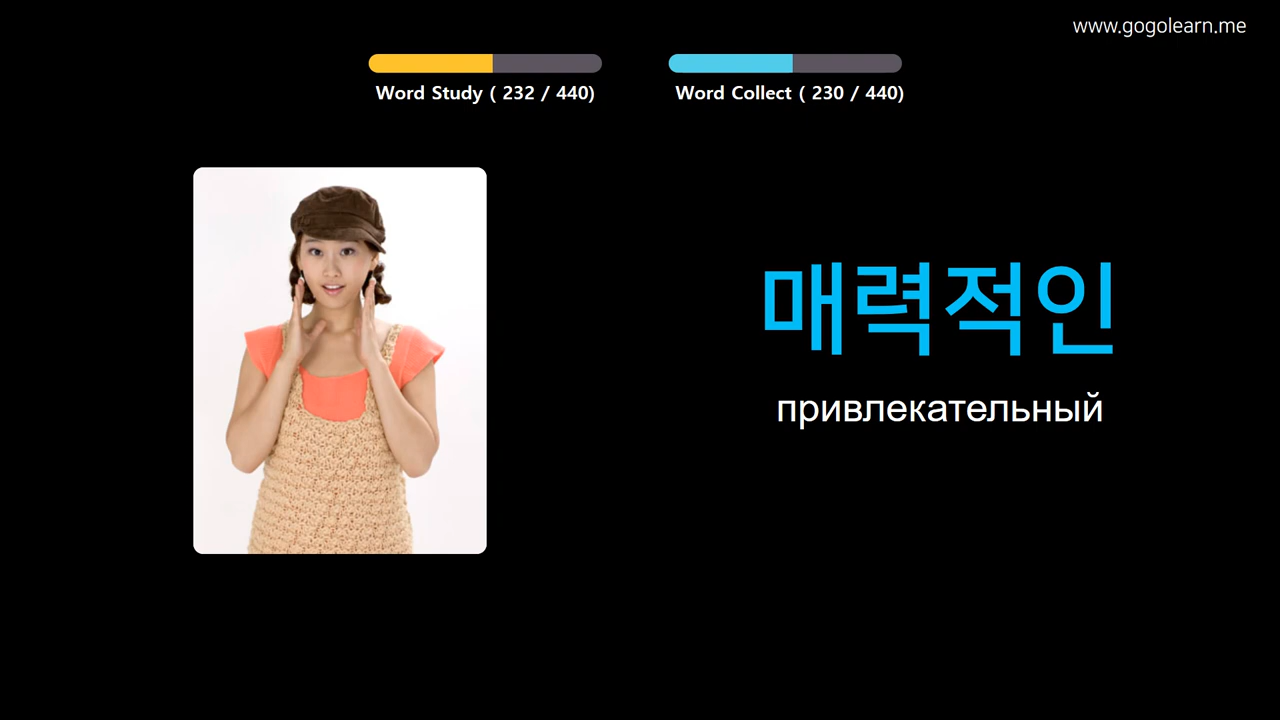 www.gogolearn.me
Word Study ( 232 / 440)
Word Collect ( 230 / 440)
매력적인
привлекательный